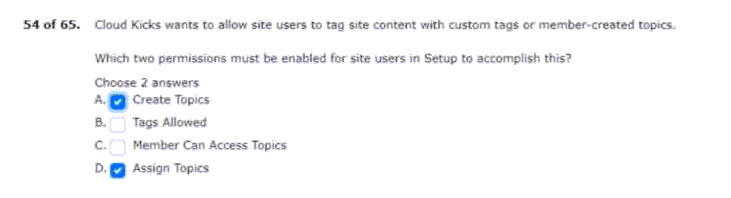 54 of 65. Cloud Kicks wants to allow site users to tag site content with custom tags or member-created topics.
Which two permissions must be enabled for site users in Setup to accomplish this?
Choose 2 answers
A. Create Topics
B. Tags Allowed
C. Member Can Access Topics
D. Assign Topics